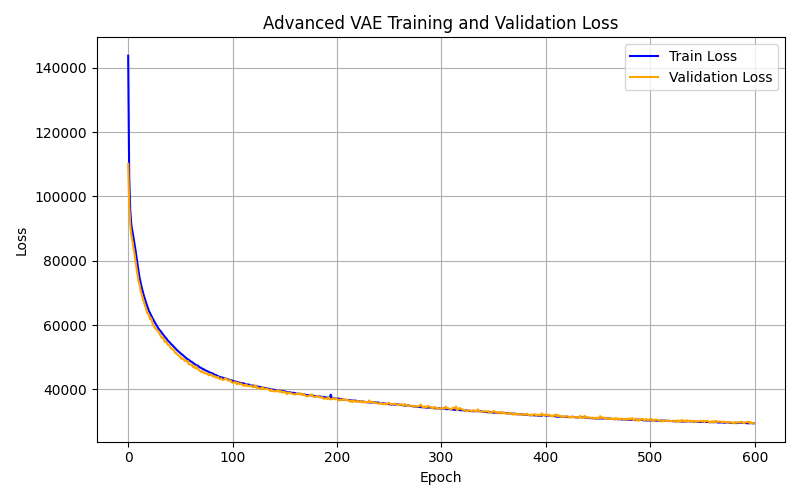 Advanced VAE Training and Validation Loss
Train Loss
Validation Loss
140000
120000
100000
80000
60000
40000
Loss
0 100 200 300 400 500 600
Epoch